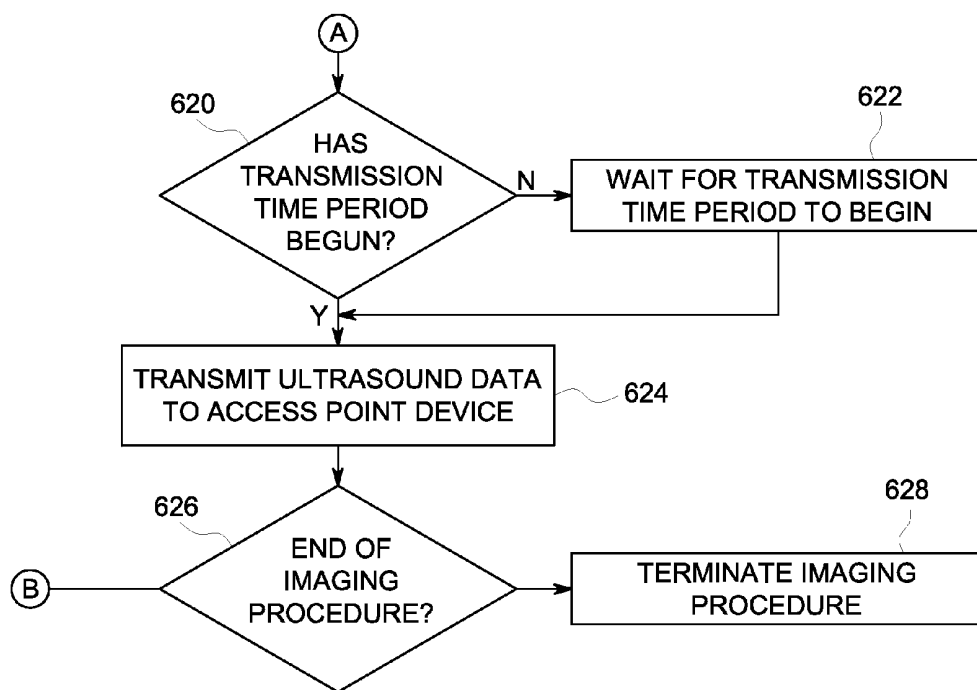 A
620
HAS
TRANSMISSION
TIME PERIOD
BEGUN?
N
622
WAIT FOR TRANSMISSION
TIME PERIOD TO BEGIN
Y
TRANSMIT ULTRASOUND DATA
TO ACCESS POINT DEVICE
624
626
END OF
IMAGING
PROCEDURE?
B
628
TERMINATE IMAGING
PROCEDURE